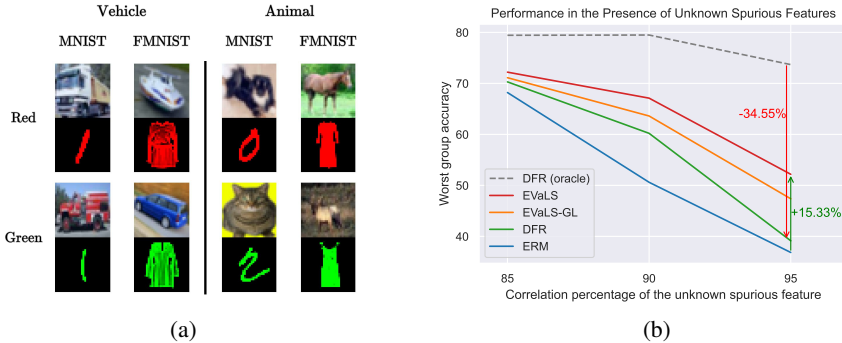 Vehicle Animal
MNIST FMNIST MNIST FMNIST
Red
Green
(a)
Performance in the Presence of Unknown Spurious Features
Worst group accuracy
80
70
60
50
40
-34.55%
+15.33%
DFR (oracle)
EVaLS
EVaLS-GL
DFR
ERM
85 90 95
Correlation percentage of the unknown spurious feature
(b)